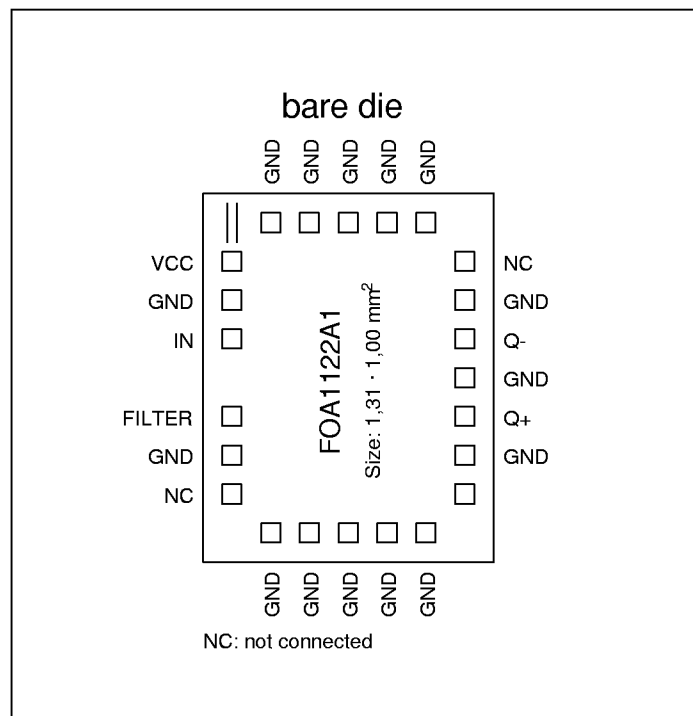 bare die
GND GND GND GND GND
VCC NC
GND GND
IN Q-
GND
FILTER Q+
GND GND
NC
FOA1122A1
Size: 1,31 · 1,00 mm²
GND GND GND GND GND
NC: not connected